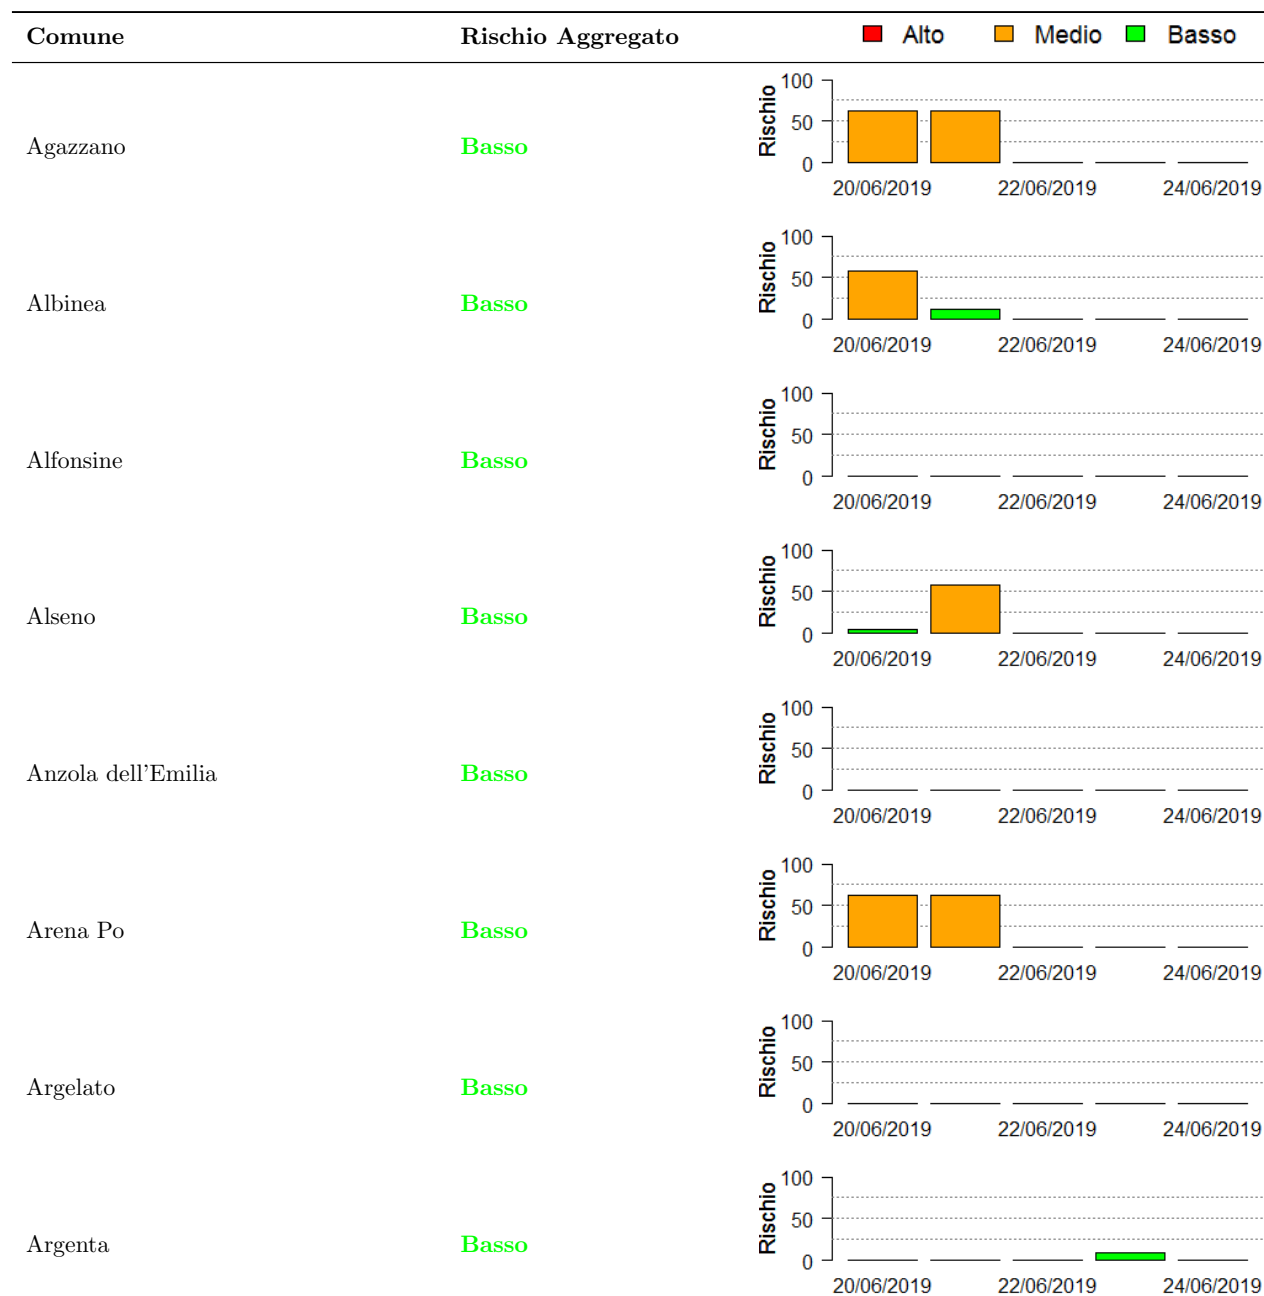 Comune Rischio Aggregato Alto Medio Basso
100
50
0
Rischio
Agazzano Basso
20/06/2019 22/06/2019 24/06/2019
100
50
0
Rischio
Albinea Basso
20/06/2019 22/06/2019 24/06/2019
100
50
0
Rischio
Alfonsine Basso
20/06/2019 22/06/2019 24/06/2019
100
50
0
Rischio
Alseno Basso
20/06/2019 22/06/2019 24/06/2019
100
50
0
Rischio
Anzola dell'Emilia Basso
20/06/2019 22/06/2019 24/06/2019
100
50
0
Rischio
Arena Po Basso
20/06/2019 22/06/2019 24/06/2019
100
50
0
Rischio
Argelato Basso
20/06/2019 22/06/2019 24/06/2019
100
50
0
Rischio
Argenta Basso
20/06/2019 22/06/2019 24/06/2019